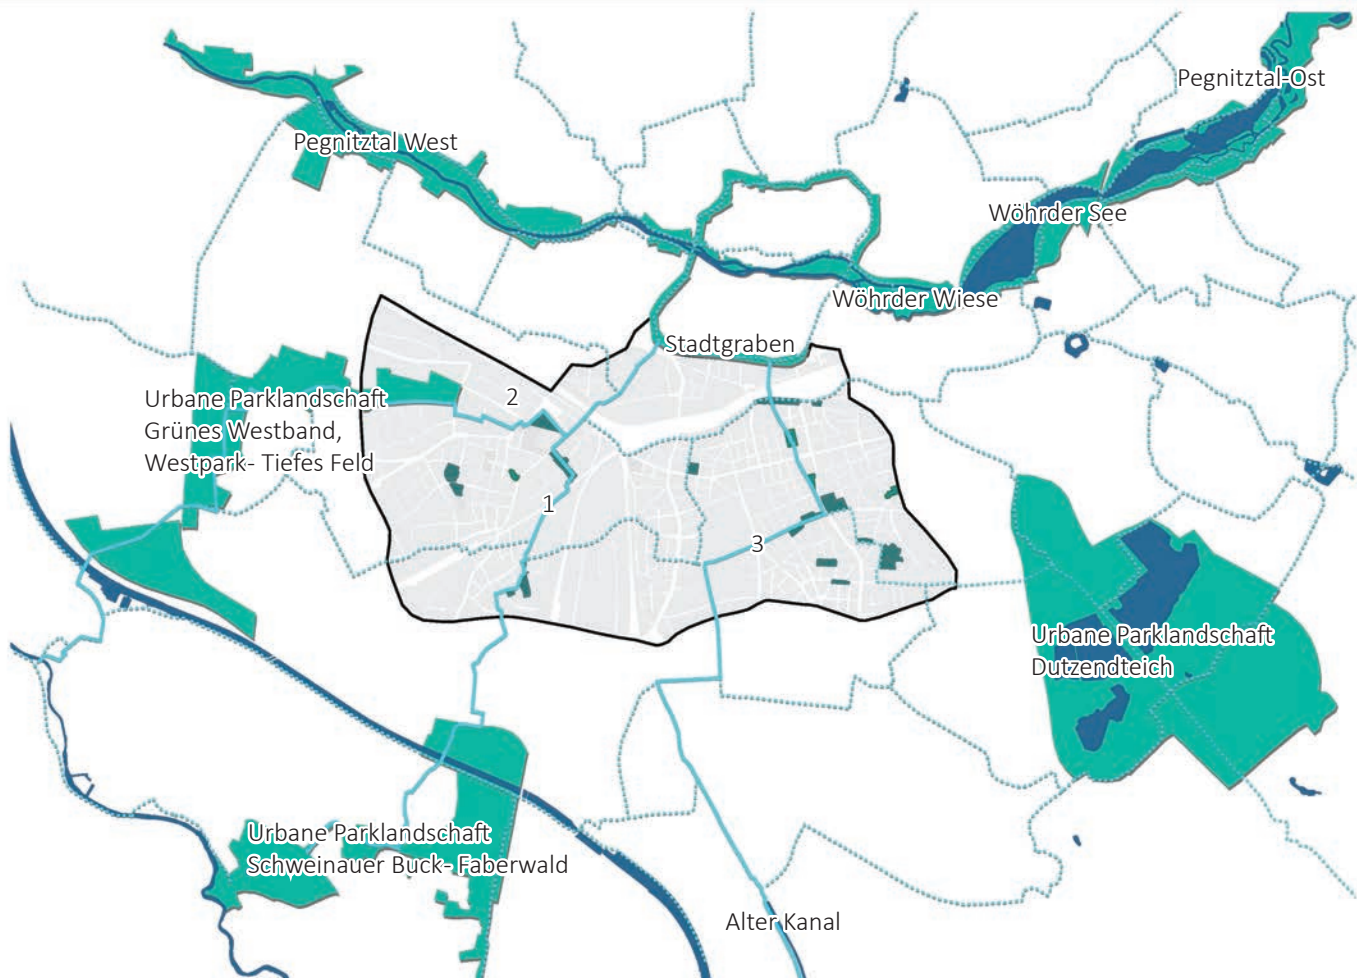 Pegnitztal-Ost
Pegnitztal West
Wöhrder See
Wöhrder Wiese
Stadtgraben
Urbane Parklandschaft
Grünes Westband,
Westpark- Tiefes Feld
2
1
3
Urbane Parklandschaft
Dutzendteich
Urbane Parklandschaft
Schweinauer Buck- Faberwald
Alter Kanal